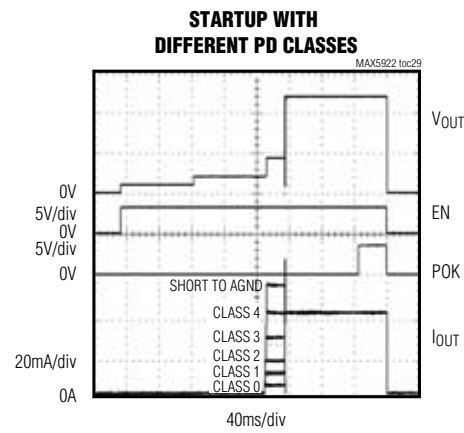 STARTUP WITH
DIFFERENT PD CLASSES
MAX5922 toc29
VOUT
0V
5V/div
EN
0V
5V/div
0V
POK
SHORT TO AGND
CLASS 4
CLASS 3
IOUT
CLASS 2
20mA/div
CLASS 1
CLASS 0
0A
40ms/div